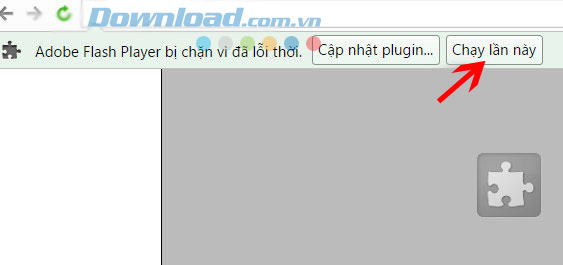 Download.com.vn
Adobe Flash Player bị chặn vì đã lỗi thời. Cập nhật plugin... Chạy lần này